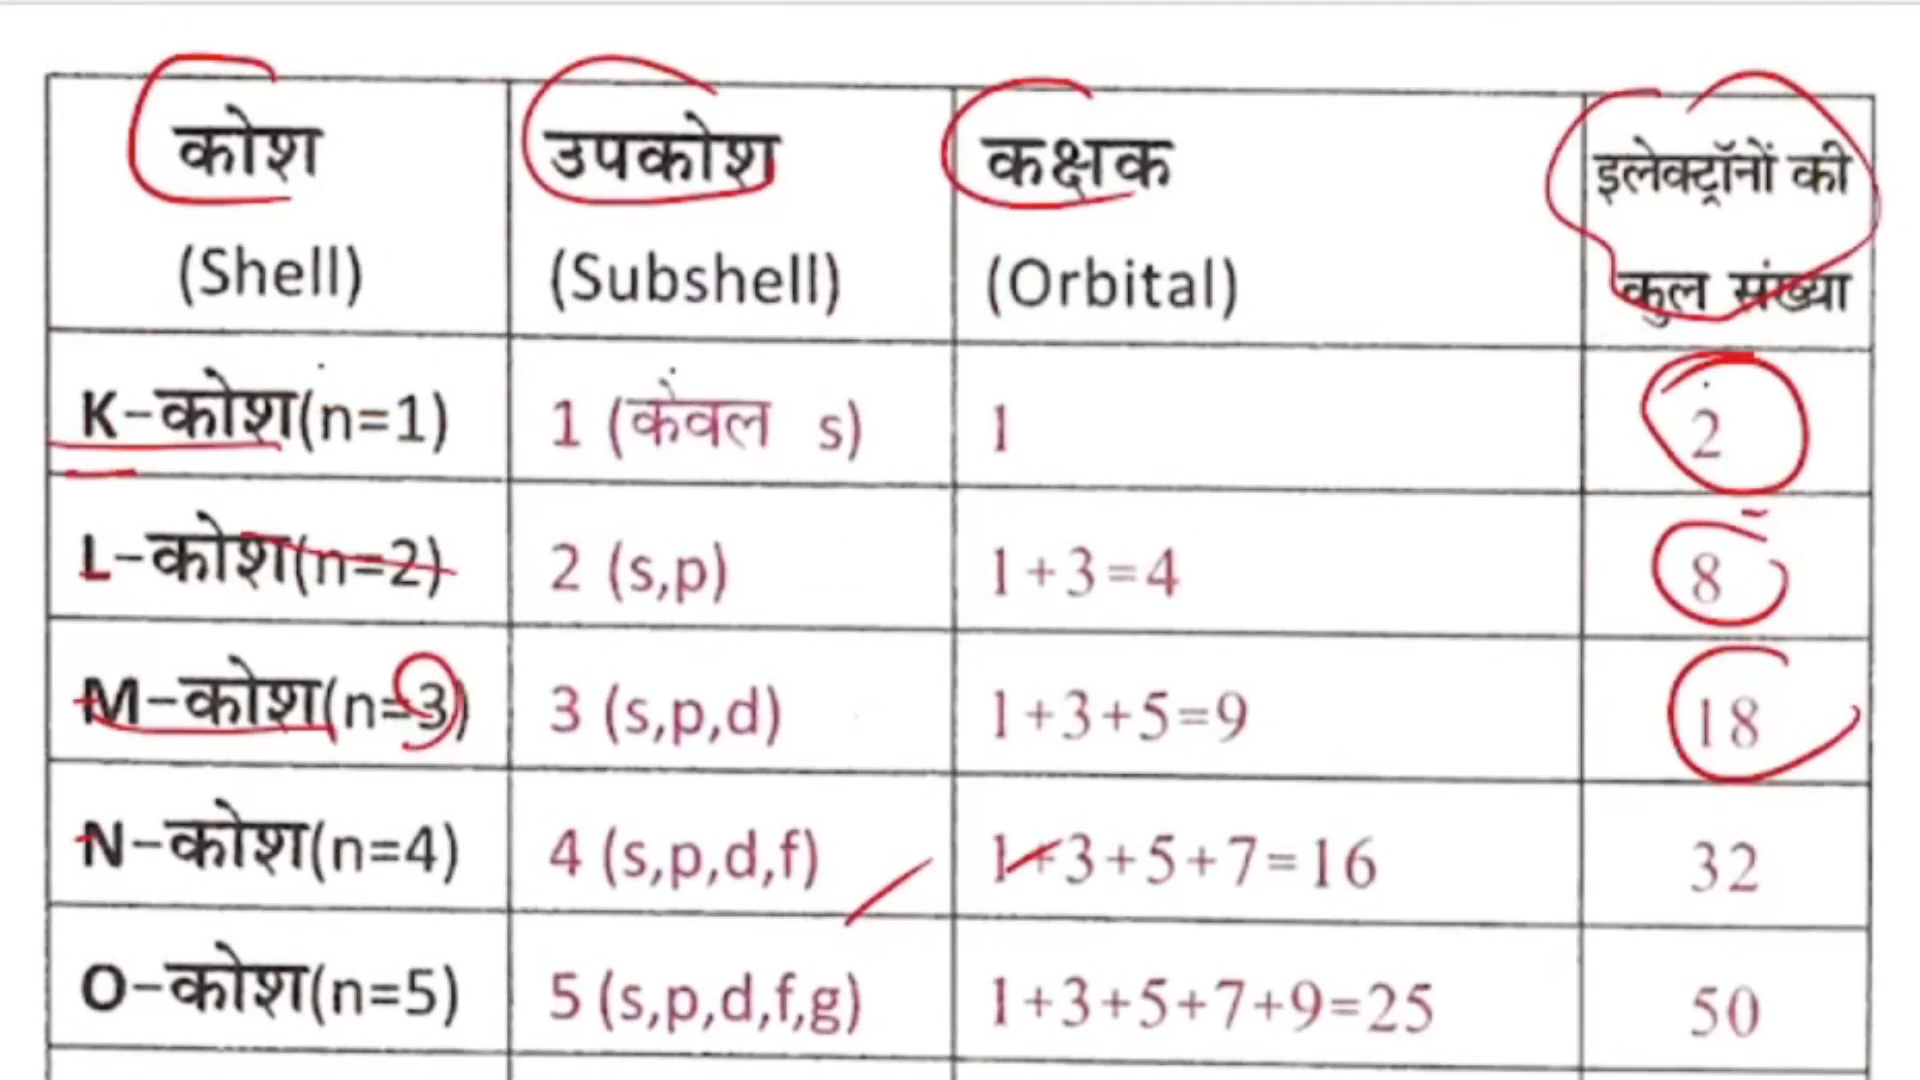 कोश
(Shell)
उपकोश
(Subshell)
कक्षक
(Orbital)
इलेक्ट्रॉनों की
कुल संख्या
K-कोश(n=1)
1 (केवल s)
1
2
L-कोश(n=2)
2 (s,p)
1+3=4
8
M-कोश(n=3)
3 (s,p,d)
1+3+5=9
18
N-कोश(n=4)
4 (s,p,d,f)
1+3+5+7=16
32
O-कोश(n=5)
5 (s,p,d,f,g)
1+3+5+7+9=25
50